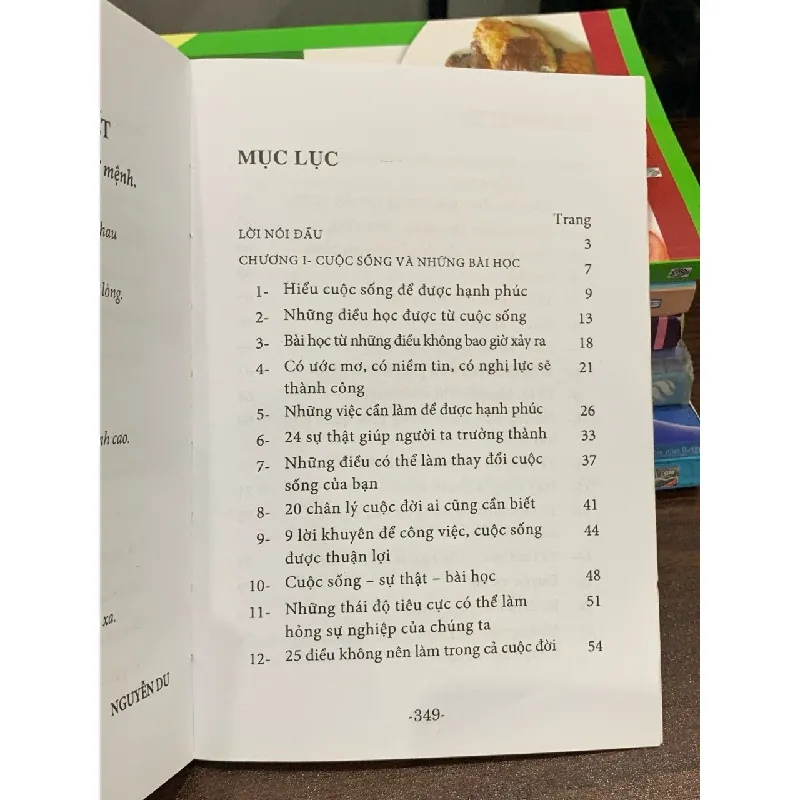 mệnh.
hau
lòng.
nh cao.
xa.
NGUYỄN DU
MỤC LỤC
Trang
LỜI NÓI ĐẦU 3
CHƯƠNG I- CUỘC SỐNG VÀ NHỮNG BÀI HỌC 7
1- Hiểu cuộc sống để được hạnh phúc 9
2- Những điều học được từ cuộc sống 13
3- Bài học từ những điều không bao giờ xảy ra 18
4- Có ước mơ, có niềm tin, có nghị lực sẽ 21
thành công
5- Những việc cần làm để được hạnh phúc 26
6- 24 sự thật giúp người ta trưởng thành 33
7- Những điều có thể làm thay đổi cuộc 37
sống của bạn
8- 20 chân lý cuộc đời ai cũng cần biết 41
9- 9 lời khuyên để công việc, cuộc sống 44
được thuận lợi
10- Cuộc sống – sự thật – bài học 48
11- Những thái độ tiêu cực có thể làm 51
hỏng sự nghiệp của chúng ta
12- 25 điều không nên làm trong cả cuộc đời 54
-349-